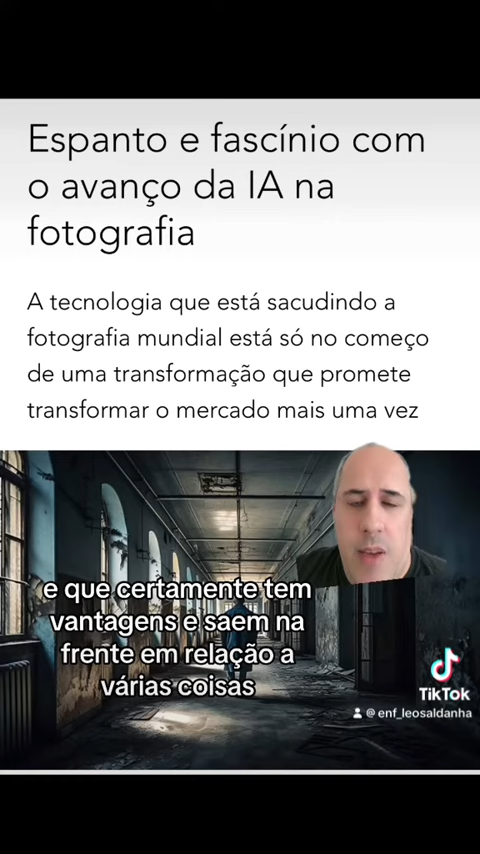 Espanto e fascínio com
o avanço da IA na
fotografia
A tecnologia que está sacudindo a
fotografia mundial está só no começo
de uma transformação que promete
transformar o mercado mais uma vez
e que certamente tem
vantagens e saem na
frente em relação a
várias coisas
TikTok
@enf_leosaldanha